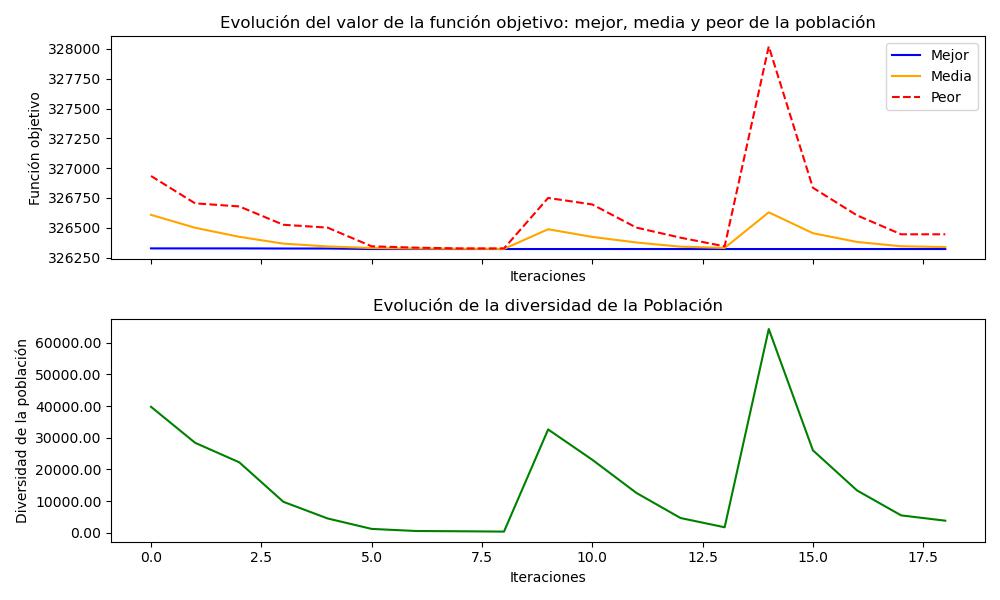 Evolución del valor de la función objetivo: mejor, media y peor de la población
Función objetivo
328000
327750
327500
327250
327000
326750
326500
326250
Mejor
Media
Peor
Iteraciones
Evolución de la diversidad de la Población
Diversidad de la población
60000.00
50000.00
40000.00
30000.00
20000.00
10000.00
0.00
0.0 2.5 5.0 7.5 10.0 12.5 15.0 17.5
Iteraciones